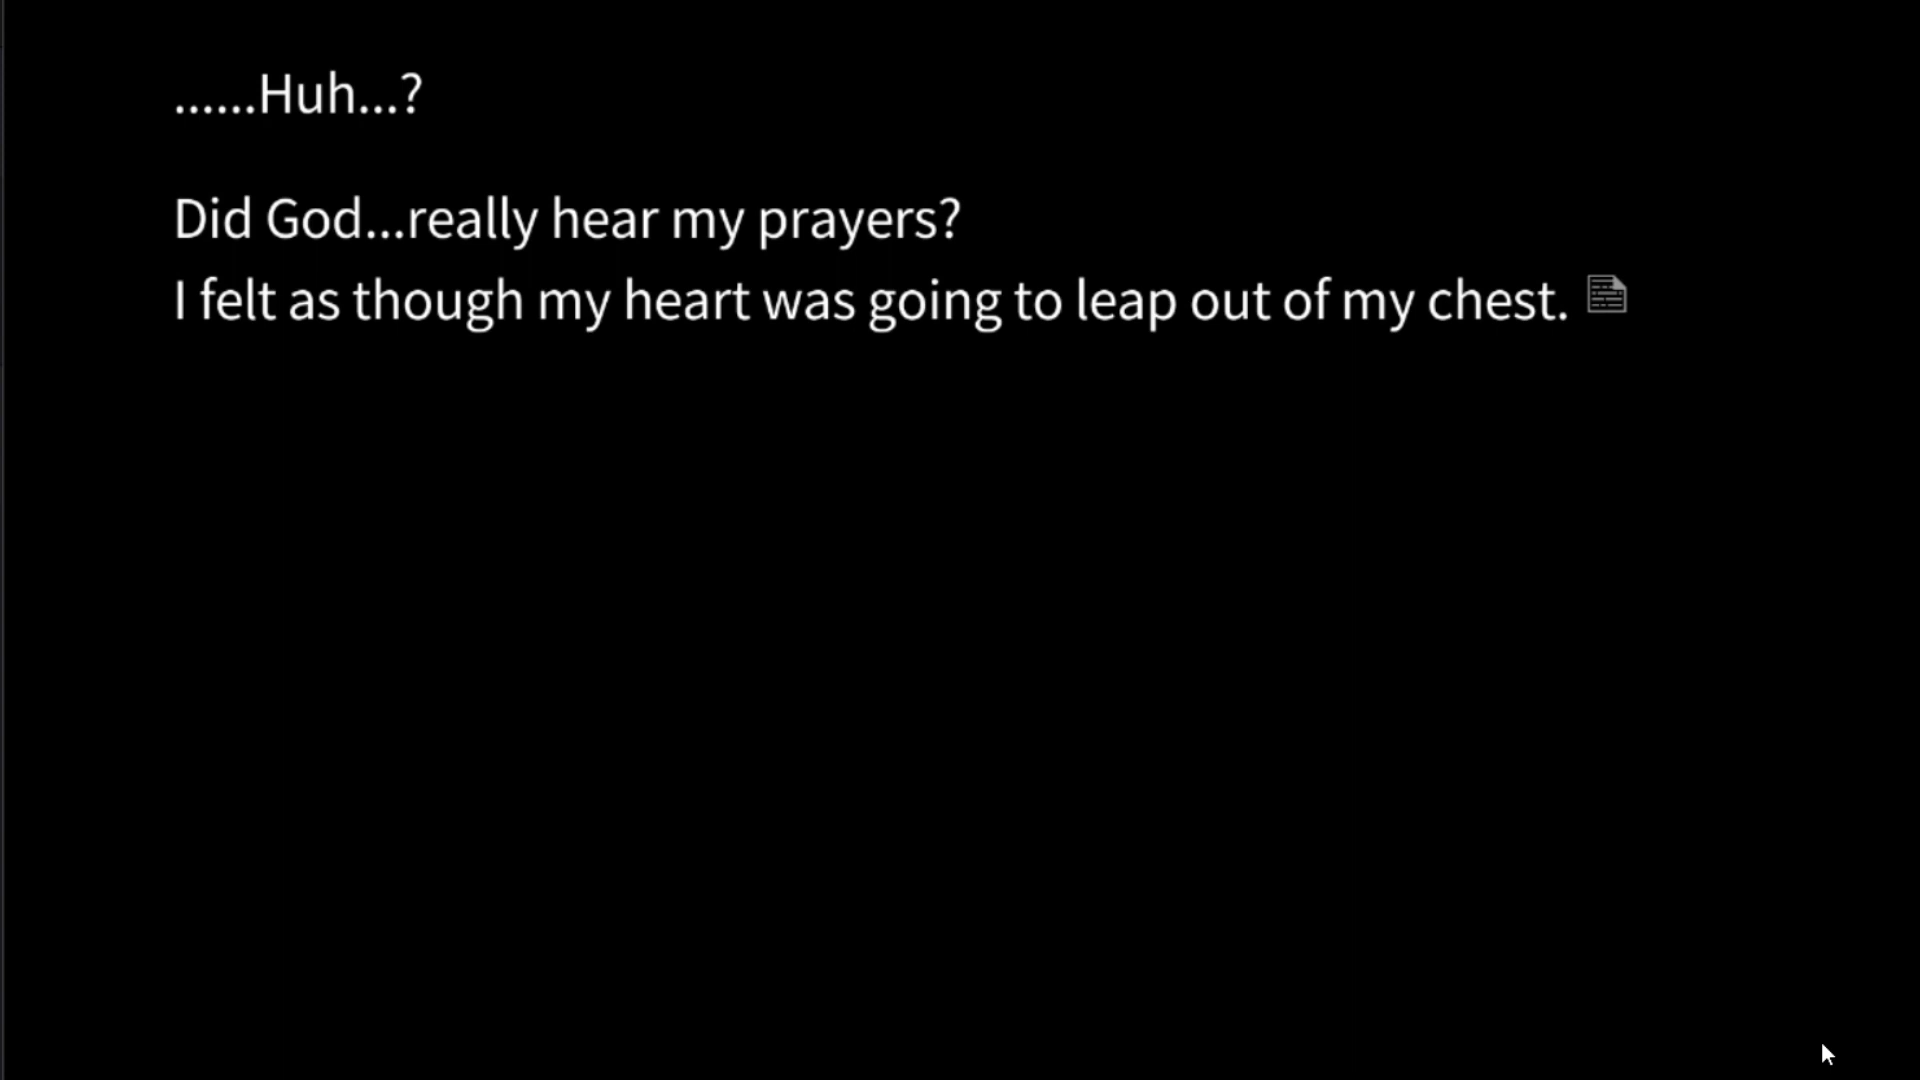 ......Huh...?
Did God...really hear my prayers?
I felt as though my heart was going to leap out of my chest.